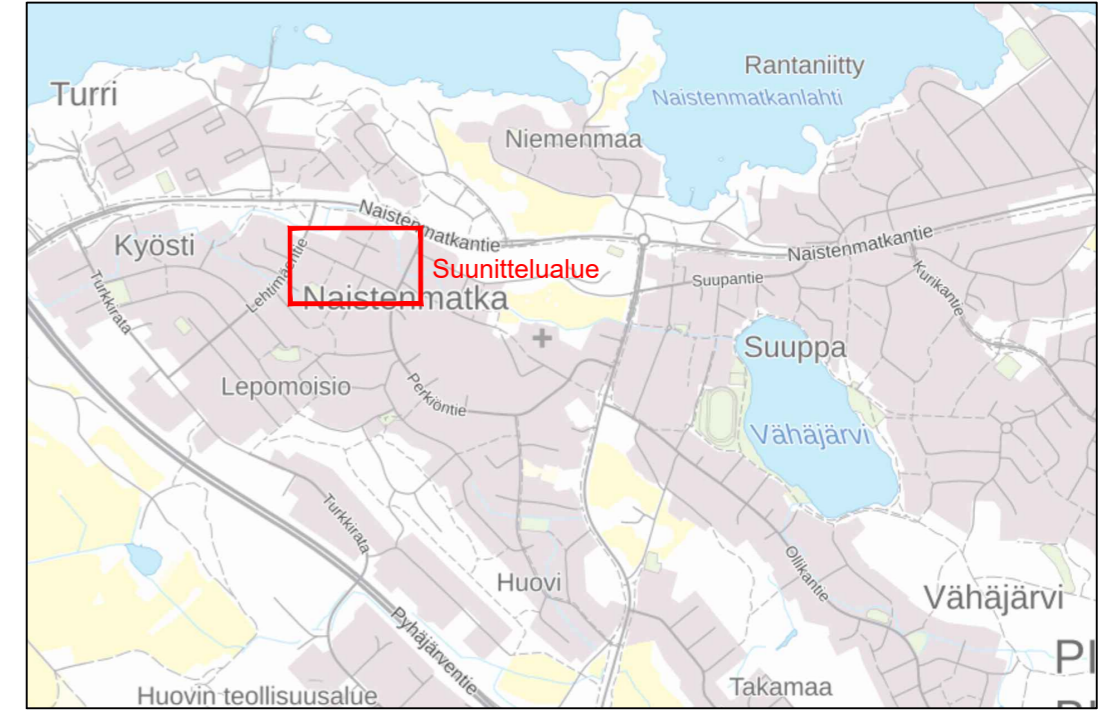 Rantaniitty
Turri
Naistenmatkanlahti
Niemenmaa
Naistenmatkantie
Kyösti
Naistenmatkantie
Lehtimäentie
Suunittelualue
Suupantie
Kurikantie
Turkkirata
Naistenmatka
Suuppa
Lepomoisio
Perkiöntie
Vähäjärvi
Turkkirata
Ollikantie
Huovi
Vähäjärvi
Pyhäjärventie
Takamaa
Huovin teollisuusalue